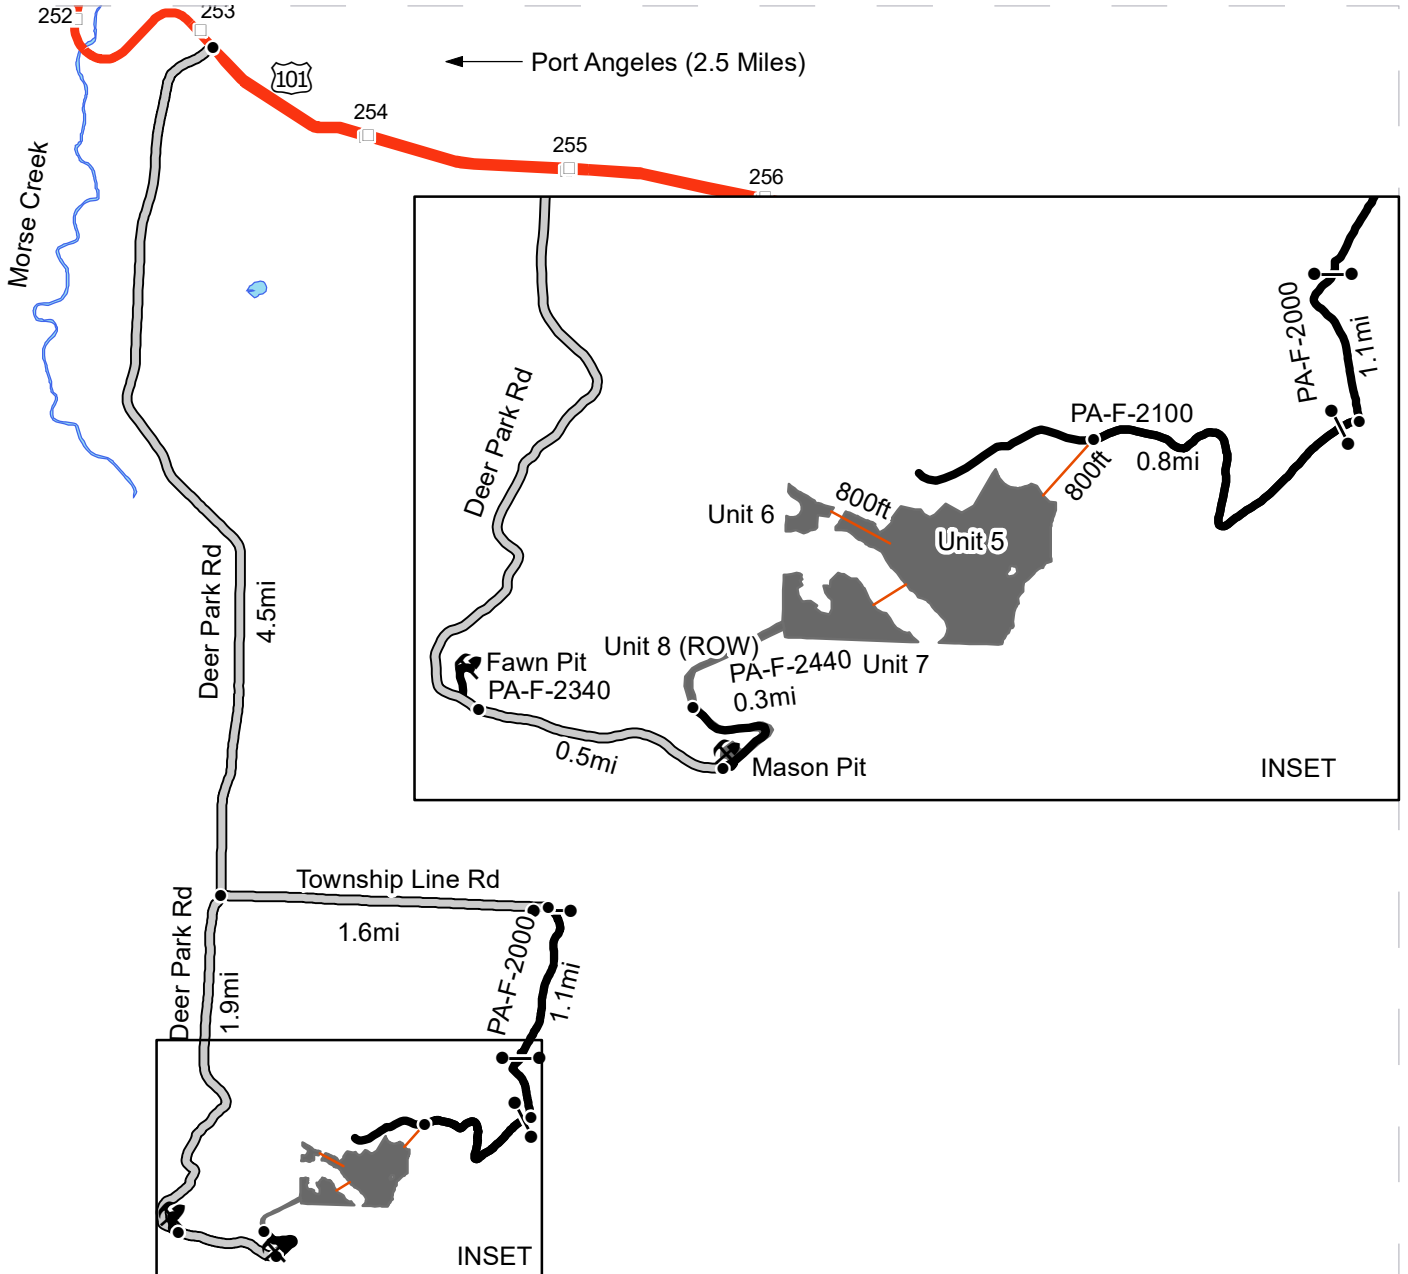 252
253
101
Port Angeles (2.5 Miles)
254
255
256
Morse Creek
Deer Park Rd
4.5mi
Deer Park Rd
PA-F-2000
1.1mi
PA-F-2100
0.8mi
800ft
Unit 6
800ft
Unit 5
Unit 8 (ROW)
PA-F-2440
0.3mi
Unit 7
Fawn Pit
PA-F-2340
0.5mi
Mason Pit
INSET
Township Line Rd
1.6mi
Deer Park Rd
1.9mi
PA-F-2000
1.1mi
INSET